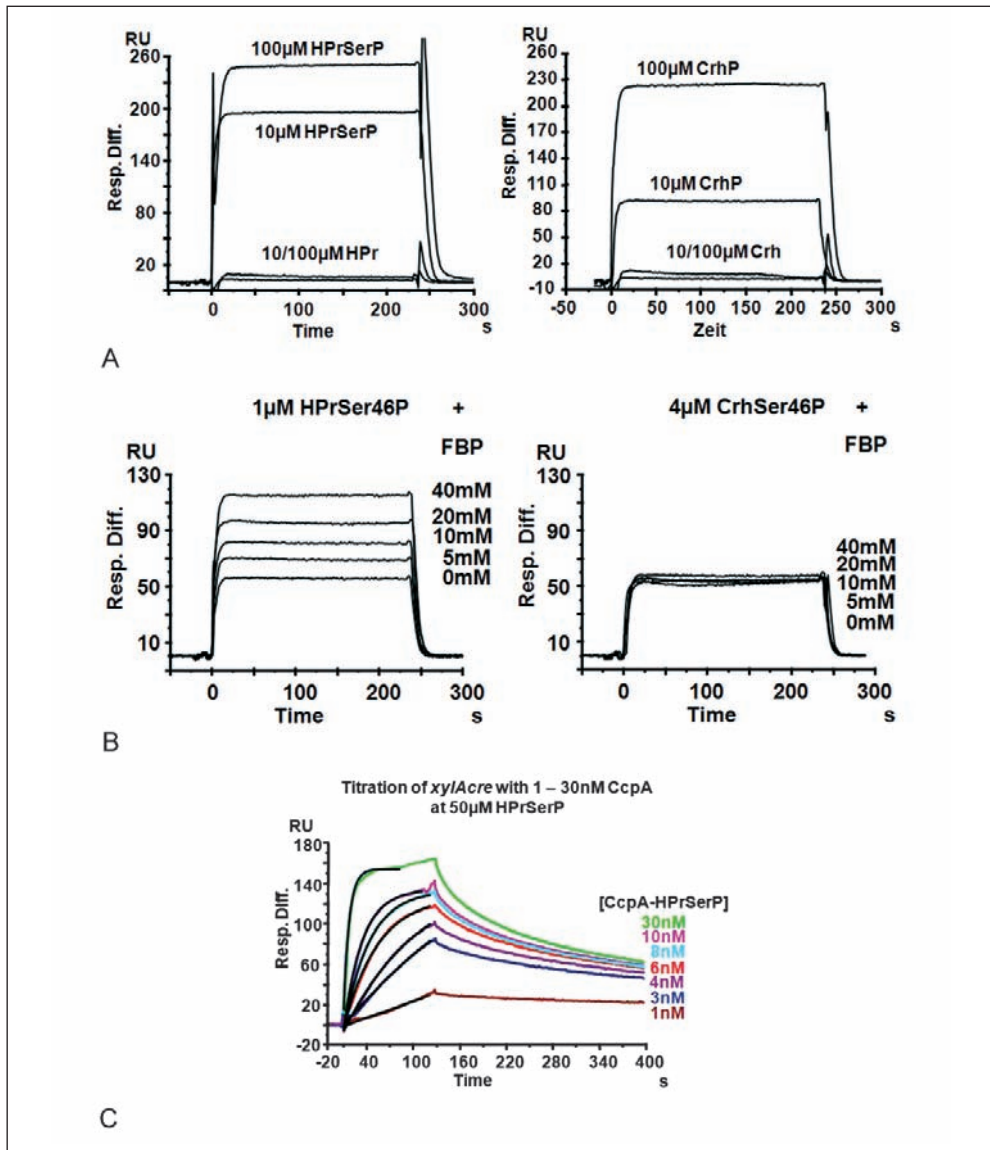 RU
260
200
140
80
20
Resp. Diff.
100µM HPrSerP
10µM HPrSerP
10/100µM HPr
0
100
200
300
Time
s
RU
260
230
200
170
130
110
90
70
50
30
-10
Resp. Diff.
100µM CrhP
10µM CrhP
10/100µM Crh
-50
0
50
100
150
200
250
300
Zeit
s
A
1µM HPrSer46P +
FBP
RU
130
90
50
10
Resp. Diff.
40mM
20mM
10mM
5mM
0mM
0
100
200
300
Time
s
4µM CrhSer46P +
FBP
RU
130
90
50
10
Resp. Diff.
40mM
20mM
10mM
5mM
0mM
0
100
200
300
Time
s
B
Titration of xylAcre with 1 – 30nM CcpA
at 50µM HPrSerP
RU
180
140
100
60
20
-20
Resp. Diff.
[CcpA-HPrSerP]
30nM
10nM
8nM
6nM
4nM
3nM
1nM
-20
40
100
160
220
280
340
400
Time
s
C